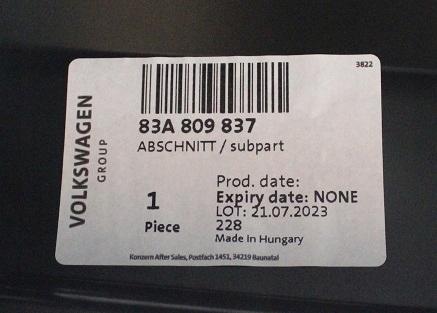 3822
VOLKSWAGEN
GROUP
83A 809 837
ABSCHNITT / subpart
1
Piece
Prod. date:
Expiry date: NONE
LOT: 21.07.2023
228
Made in Hungary
Konzern After Sales, Postfach 1451, 34219 Baunatal